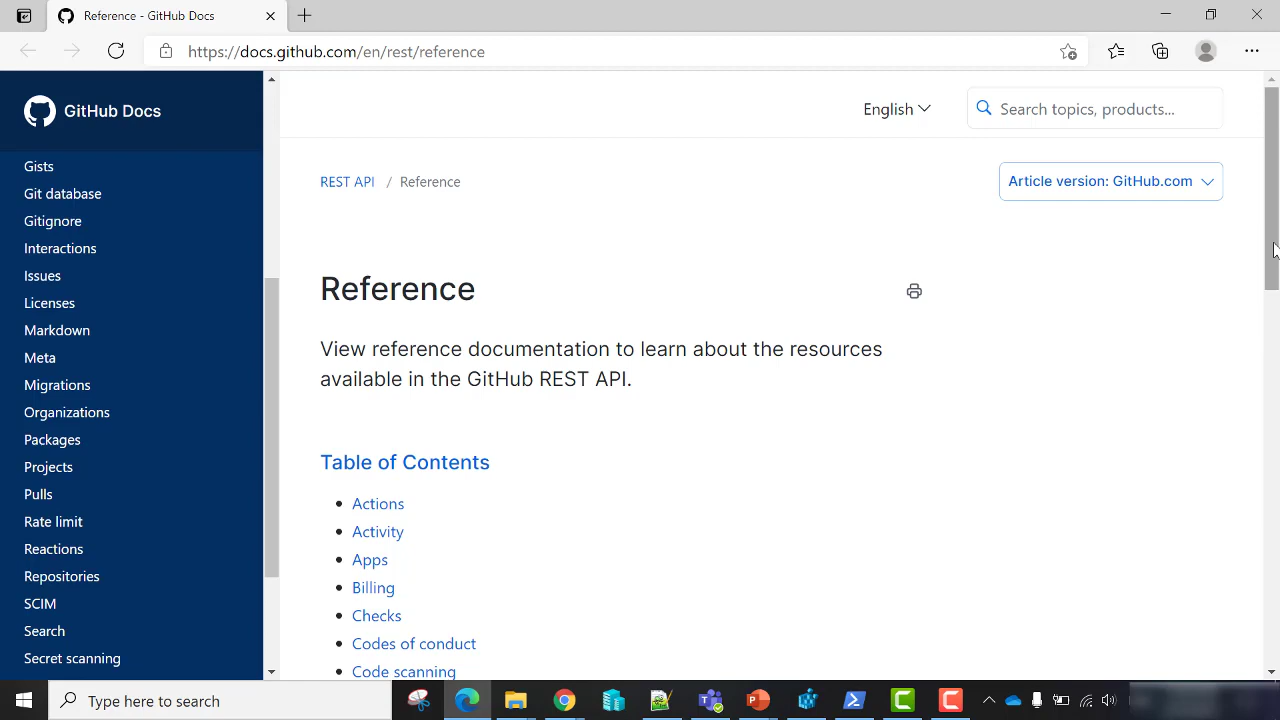 Reference - GitHub Docs
https://docs.github.com/en/rest/reference
GitHub Docs
Gists
Git database
Gitignore
Interactions
Issues
Licenses
Markdown
Meta
Migrations
Organizations
Packages
Projects
Pulls
Rate limit
Reactions
Repositories
SCIM
Search
Secret scanning
English
Search topics, products...
REST API / Reference
Article version: GitHub.com
Reference
View reference documentation to learn about the resources
available in the GitHub REST API.
Table of Contents
Actions
Activity
Apps
Billing
Checks
Codes of conduct
Code scanning
Type here to search